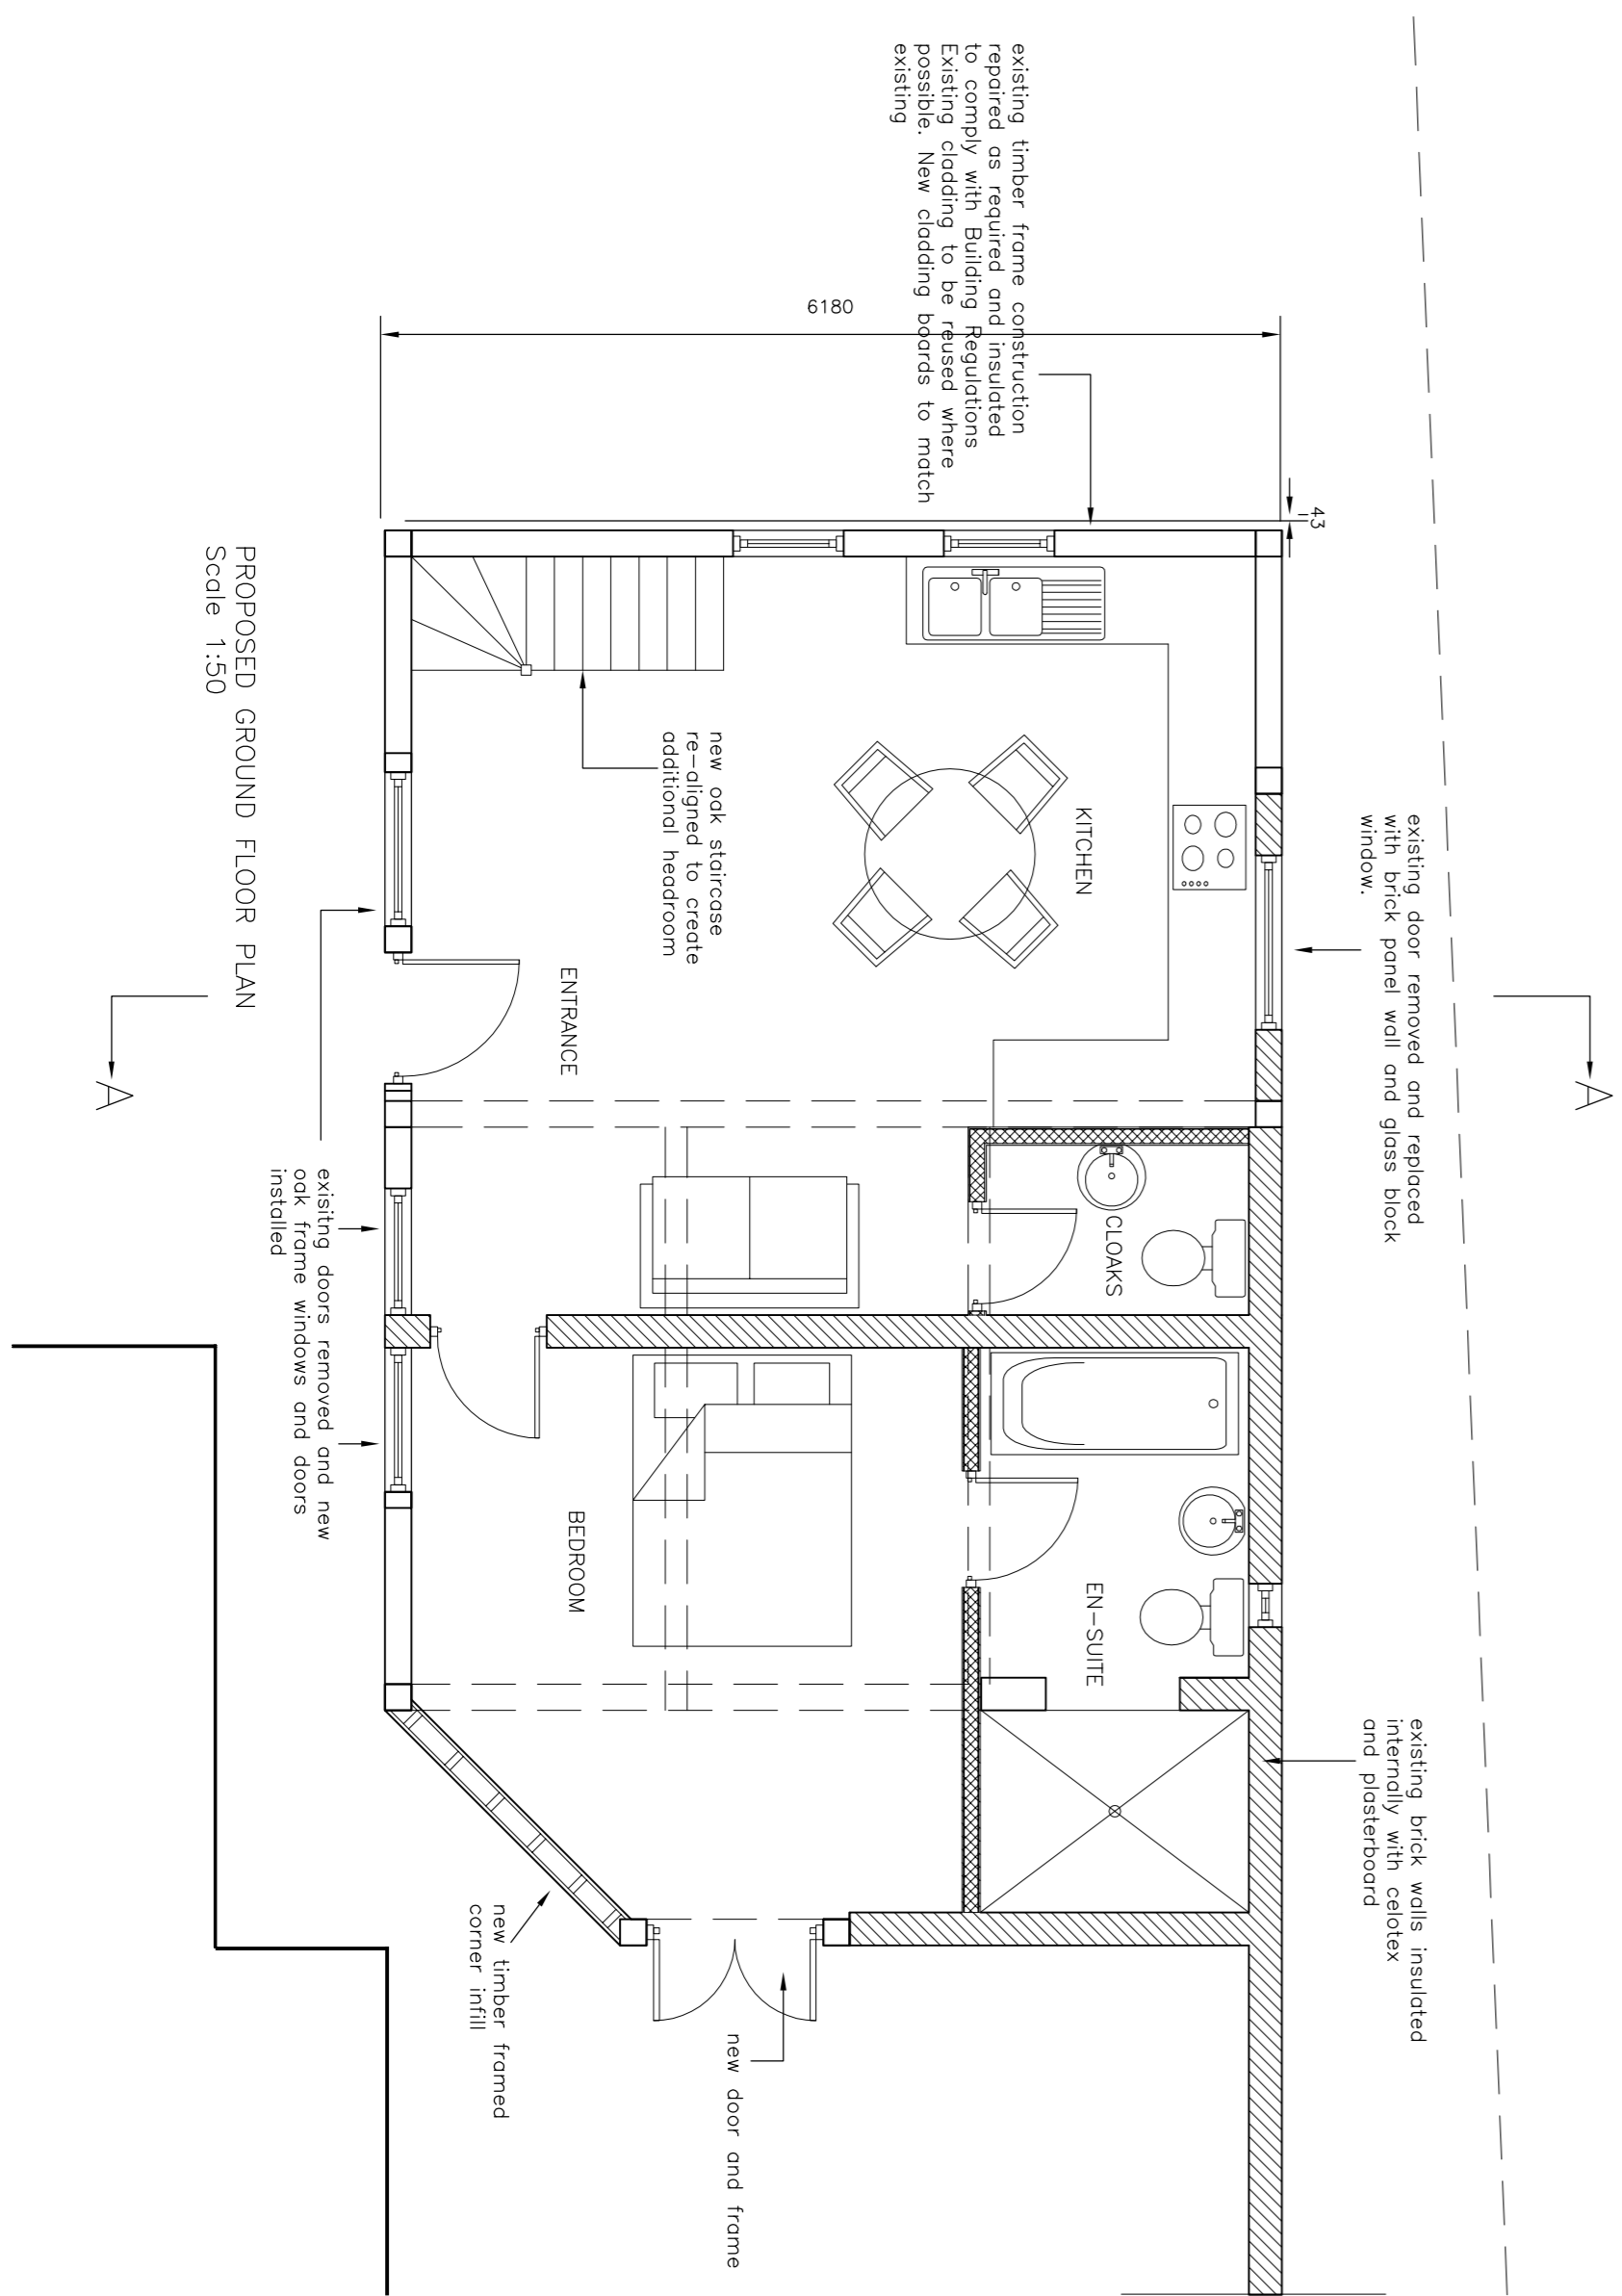 existing timber frame construction
repaired as required and insulated
to comply with Building Regulations
Existing cladding to be reused where
possible. New cladding boards to match
existing
6180
43
existing door removed and replaced
with brick panel wall and glass block
window.
existing brick walls insulated
internally with celotex
and plasterboard
A
KITCHEN
CLOAKS
EN-SUITE
new oak staircase
re-aligned to create
additional headroom
ENTRANCE
BEDROOM
new door and frame
new timber framed
corner infill
exisitng doors removed and new
oak frame windows and doors
installed
PROPOSED GROUND FLOOR PLAN
Scale 1:50
A